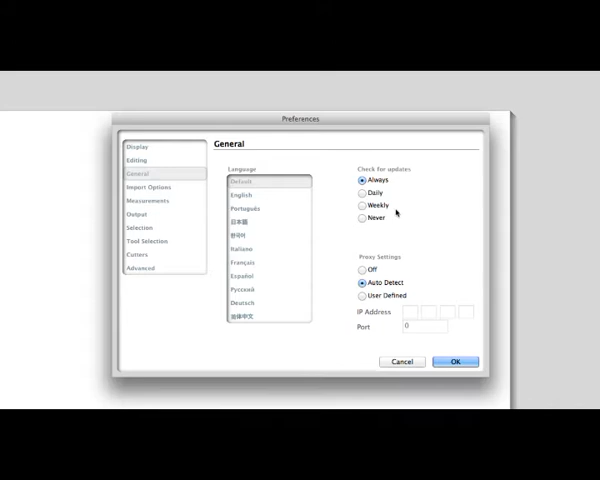 Preferences
Display
Editing
General
Import Options
Measurements
Output
Selection
Tool Selection
Cutters
Advanced
General
Language
Default
English
Português
日本語
한국어
Italiano
Français
Español
Русский
Deutsch
简体中文
Check for updates
Always
Daily
Weekly
Never
Proxy Settings
Off
Auto Detect
User Defined
IP Address
Port 0
Cancel OK